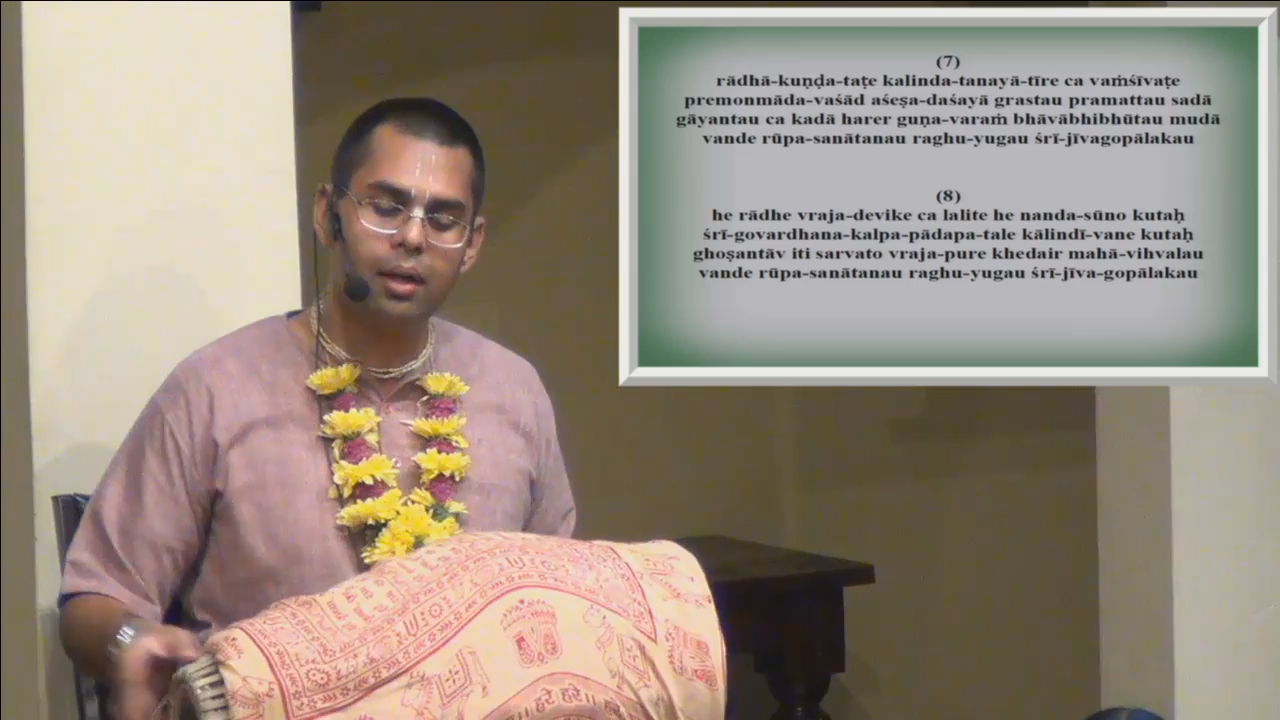 (7)
rādhā-kuṇḍa-taṭe kalinda-tanayā-tīre ca vaṁśīvaṭe
premonmāda-vaśād aśeṣa-daśayā grastau pramattau sadā
gāyantau ca kadā harer guṇa-varaṁ bhāvābhibhūtau mudā
vande rūpa-sanātanau raghu-yugau śrī-jīvagopālakau
(8)
he rādhe vraja-devike ca lalite he nanda-sūno kutaḥ
śrī-govardhana-kalpa-pādapa-tale kālindī-vane kutaḥ
ghoṣantāv iti sarvato vraja-pure khedair mahā-vihvalau
vande rūpa-sanātanau raghu-yugau śrī-jīva-gopālakau
हरे हरे॥